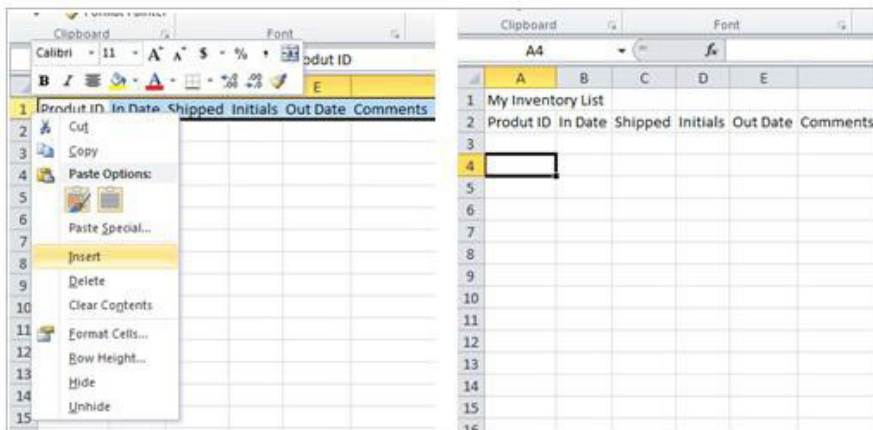 Format Painter
Clipboard Font
Calibri 11 A A $ % ,
B I A
Produt ID
E
1 Produt ID In Date Shipped Initials Out Date Comments
2 Cut
3 Copy
4 Paste Options:
5
6 Paste Special...
7
8 Insert
9 Delete
10 Clear Contents
11 Format Cells...
12 Row Height...
13 Hide
14 Unhide
15
Clipboard Font
A4 fx
A B C D E
1 My Inventory List
2 Produt ID In Date Shipped Initials Out Date Comments
3
4
5
6
7
8
9
10
11
12
13
14
15
16